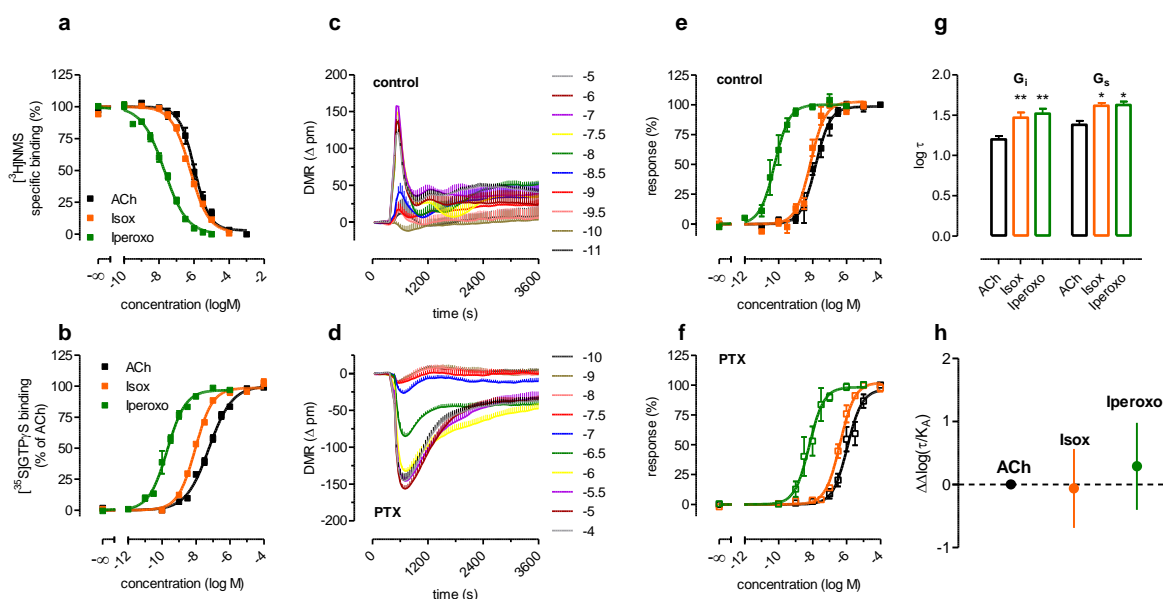 a
[³H]NMS
specific binding (%)
125
100
75
50
25
0
ACh
Isox
Iperoxo
-∞ -10 -8 -6 -4 -2
concentration (logM)
b
[³⁵S]GTPγS binding
(% of ACh)
125
100
75
50
25
0
ACh
Isox
Iperoxo
-∞ -12 -10 -8 -6 -4
concentration (log M)
c
control
DMR (Δ pm)
200
150
100
50
0
-50
0 1200 2400 3600
time (s)
-5
-6
-7
-7.5
-8
-8.5
-9
-9.5
-10
-11
d
PTX
DMR (Δ pm)
0
-50
-100
-150
-200
0 1200 2400 3600
time (s)
-10
-9
-8
-7.5
-7
-6.5
-6
-5.5
-5
-4
e
control
response (%)
125
100
75
50
25
0
-∞ -12 -10 -8 -6 -4
concentration (log M)
f
PTX
response (%)
125
100
75
50
25
0
-∞ -12 -10 -8 -6 -4
concentration (log M)
g
log τ
2.0
1.5
1.0
0.5
0.0
Gi Gs
** ** * *
ACh Isox Iperoxo ACh Isox Iperoxo
h
ΔΔlog(τ/KA)
2
1
0
-1
ACh
Isox
Iperoxo